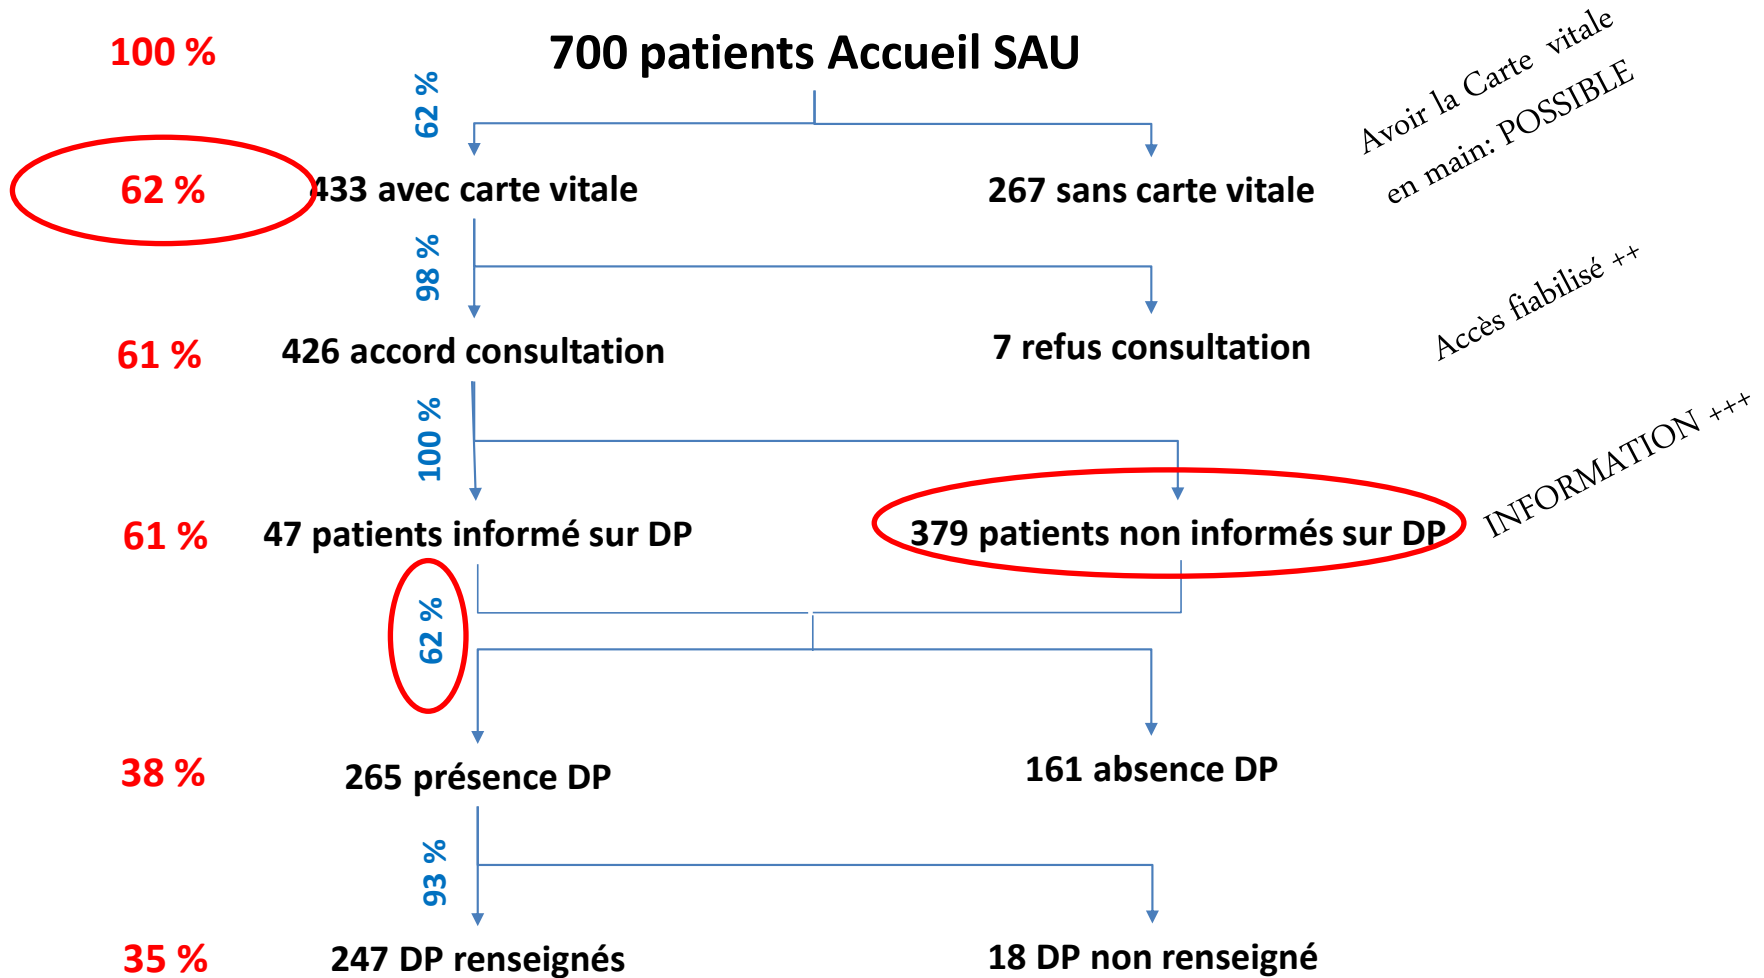 100 %
700 patients Accueil SAU
Avoir la Carte vitale
en main: POSSIBLE
62 %
62 %
433 avec carte vitale
267 sans carte vitale
98 %
Accès fiabilisé ++
61 %
426 accord consultation
7 refus consultation
100 %
INFORMATION +++
61 %
47 patients informé sur DP
379 patients non informés sur DP
62 %
38 %
265 présence DP
161 absence DP
93 %
35 %
247 DP renseignés
18 DP non renseigné